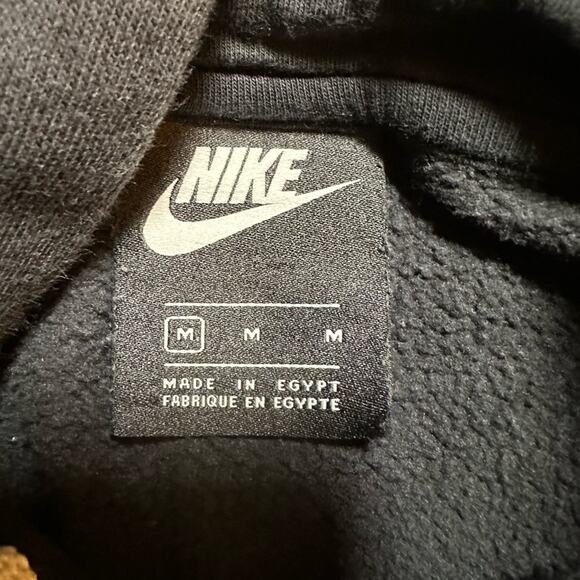 NIKE
M M M
MADE IN EGYPT
FABRIQUE EN EGYPTE